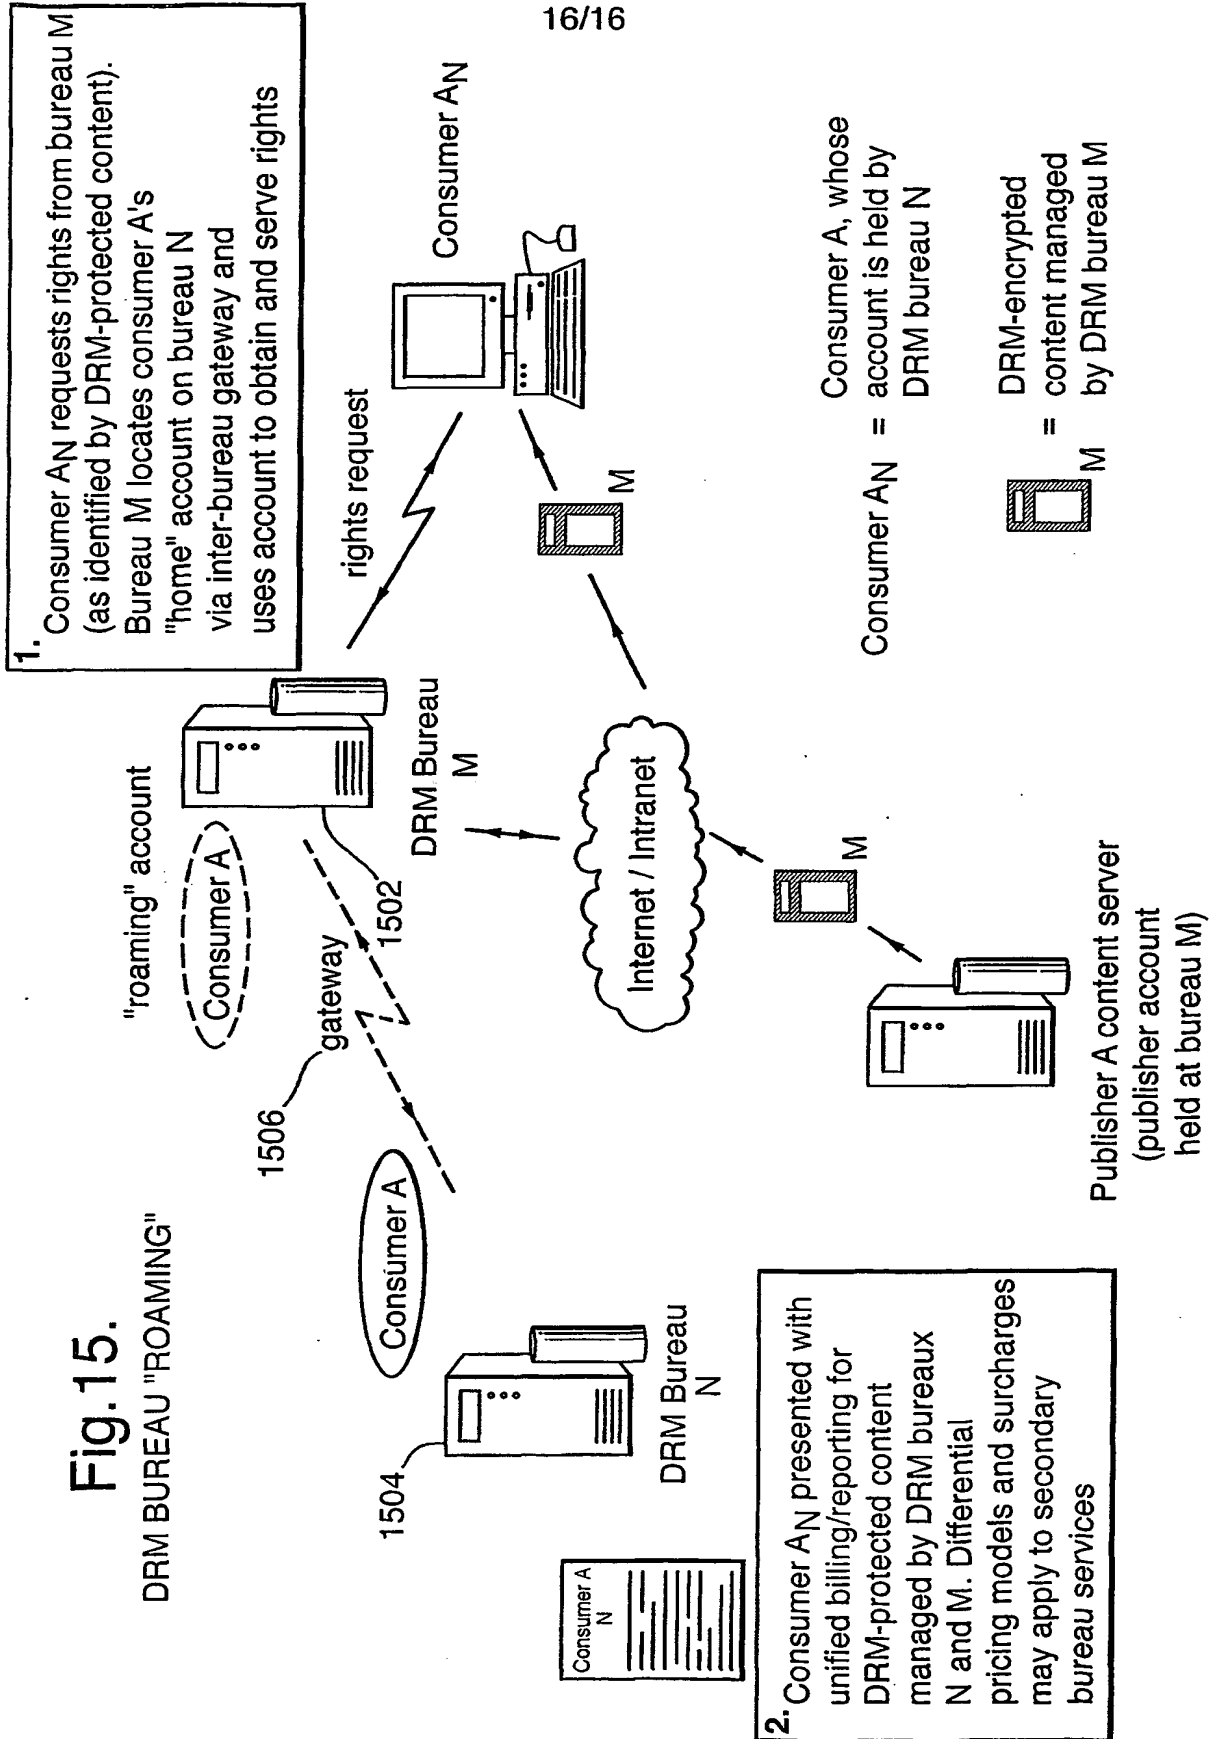 16/16
Fig.15.
DRM BUREAU "ROAMING"
1.
Consumer AN requests rights from bureau M
(as identified by DRM-protected content).
Bureau M locates consumer A's
"home" account on bureau N
via inter-bureau gateway and
uses account to obtain and serve rights
"roaming" account
Consumer A
1506
gateway
1502
DRM Bureau
M
rights request
Consumer AN
M
Consumer A
1504
DRM Bureau
N
Internet / Intranet
M
Publisher A content server
(publisher account
held at bureau M)
Consumer A
N
2.
Consumer AN presented with
unified billing/reporting for
DRM-protected content
managed by DRM bureaux
N and M. Differential
pricing models and surcharges
may apply to secondary
bureau services
Consumer AN =
Consumer A, whose
account is held by
DRM bureau N
M =
DRM-encrypted
content managed
by DRM bureau M